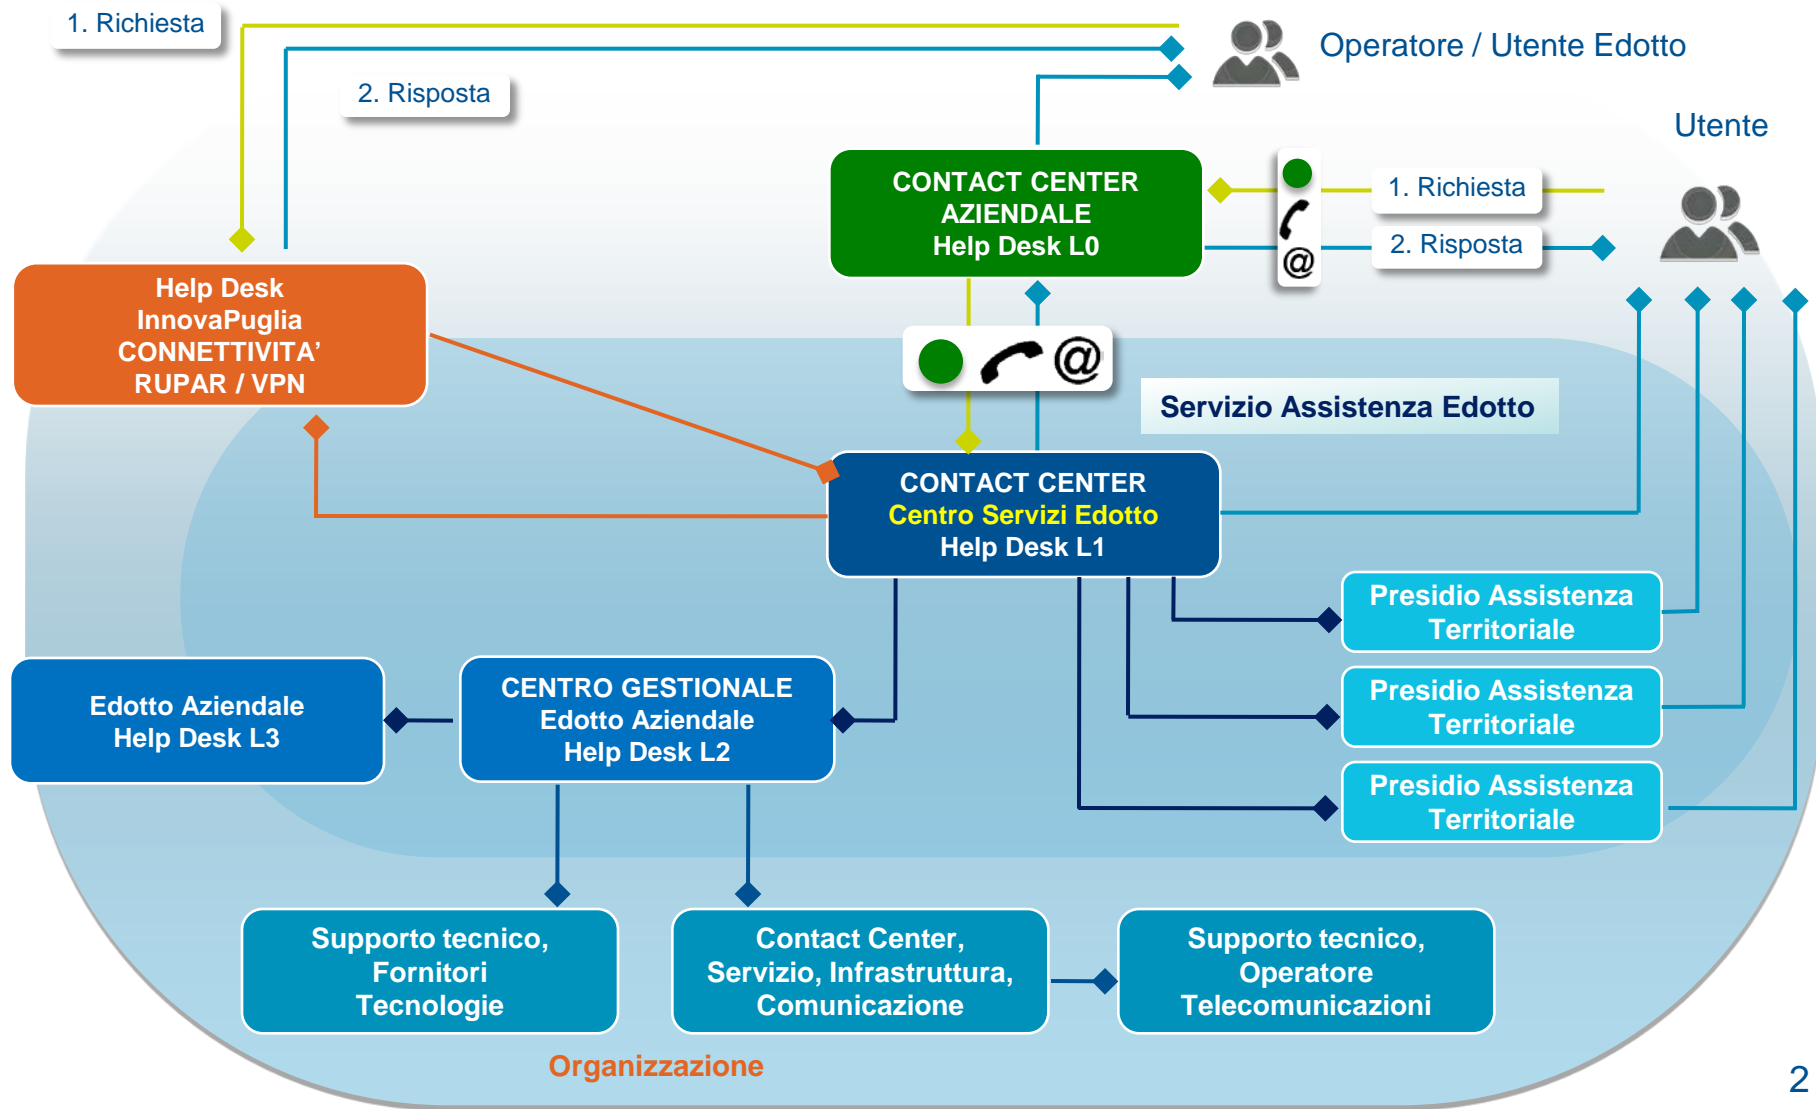 1. Richiesta
Operatore / Utente Edotto
2. Risposta
Utente
CONTACT CENTER
AZIENDALE
Help Desk L0
1. Richiesta
2. Risposta
@
Help Desk
InnovaPuglia
CONNETTIVITA’
RUPAR / VPN
@
Servizio Assistenza Edotto
CONTACT CENTER
Centro Servizi Edotto
Help Desk L1
Presidio Assistenza
Territoriale
Presidio Assistenza
Territoriale
Presidio Assistenza
Territoriale
Edotto Aziendale
Help Desk L3
CENTRO GESTIONALE
Edotto Aziendale
Help Desk L2
Supporto tecnico,
Fornitori
Tecnologie
Contact Center,
Servizio, Infrastruttura,
Comunicazione
Supporto tecnico,
Operatore
Telecomunicazioni
Organizzazione
2